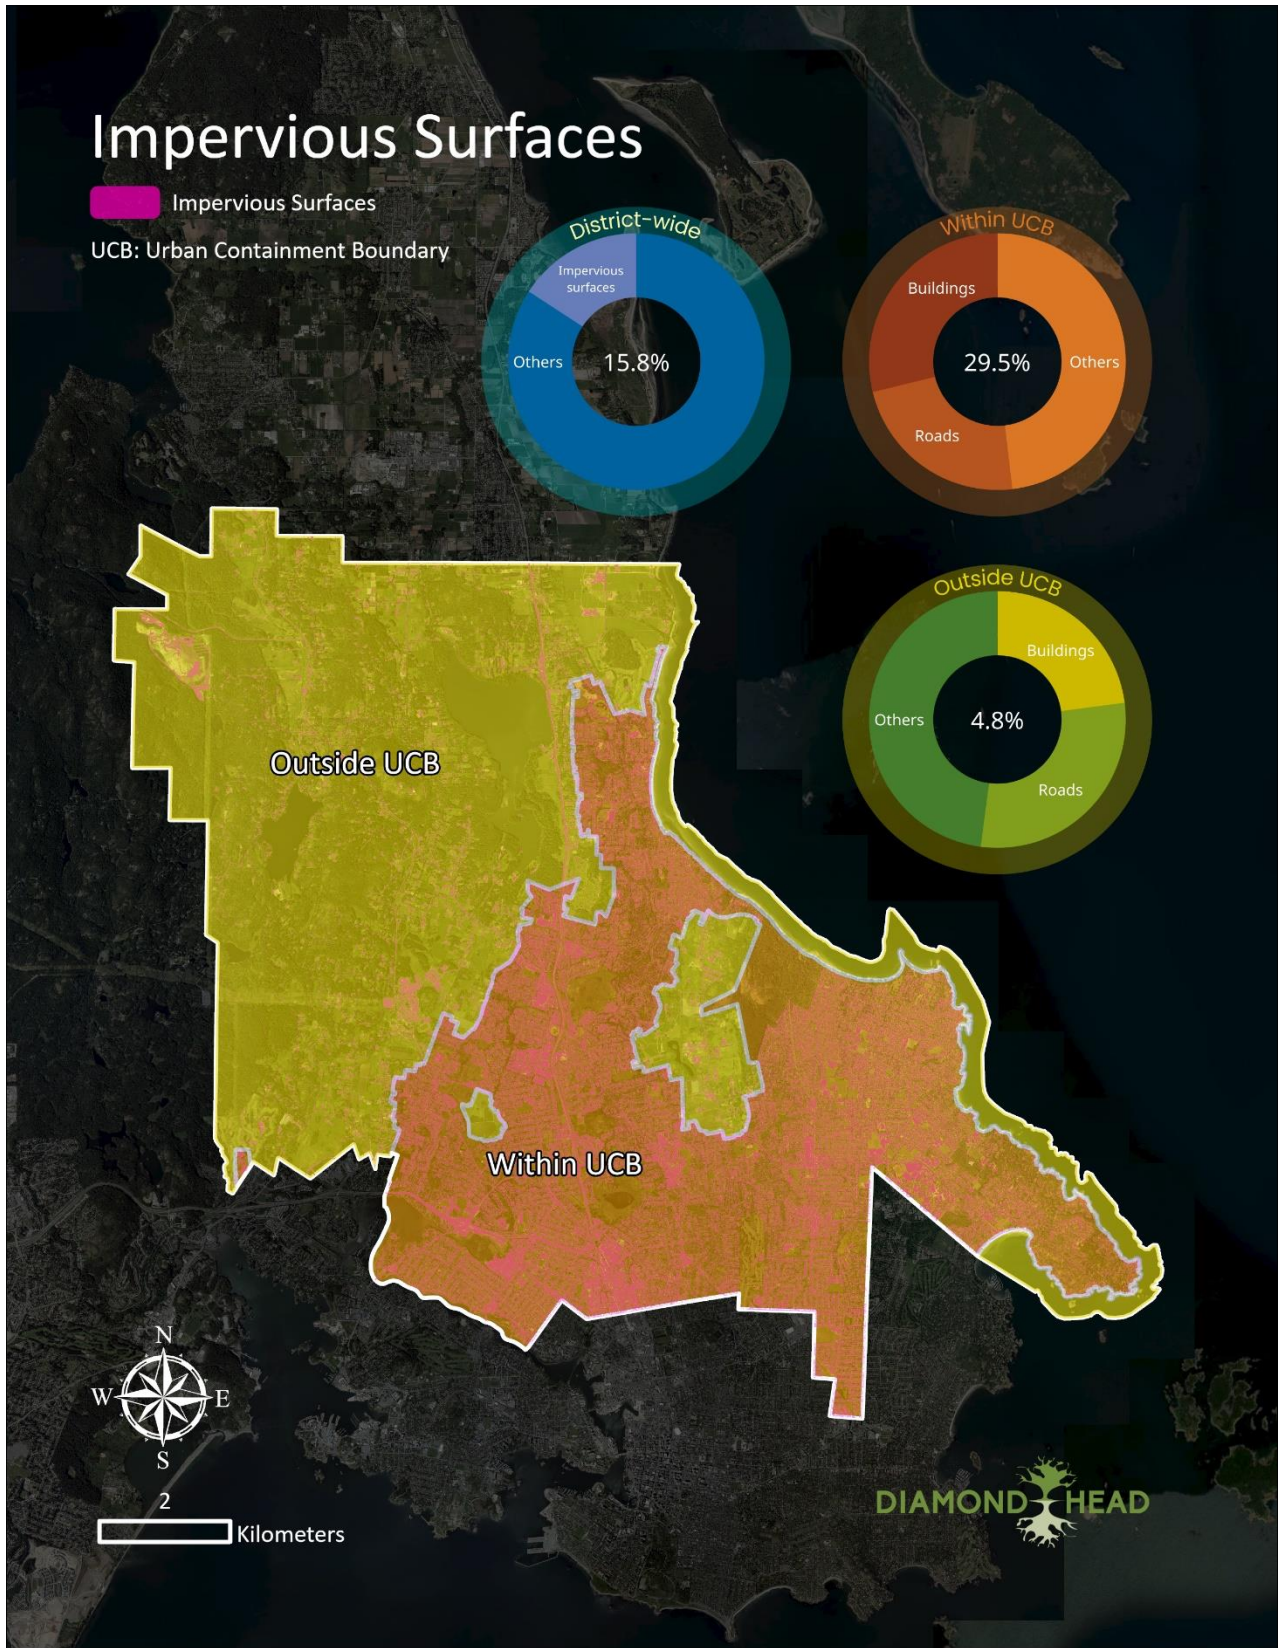 Impervious Surfaces
Impervious Surfaces
UCB: Urban Containment Boundary
District-wide
Impervious
surfaces
Others
15.8%
Within UCB
Buildings
29.5%
Others
Roads
Outside UCB
Buildings
Others
4.8%
Roads
Outside UCB
Within UCB
N
W
E
S
2
Kilometers
DIAMOND HEAD